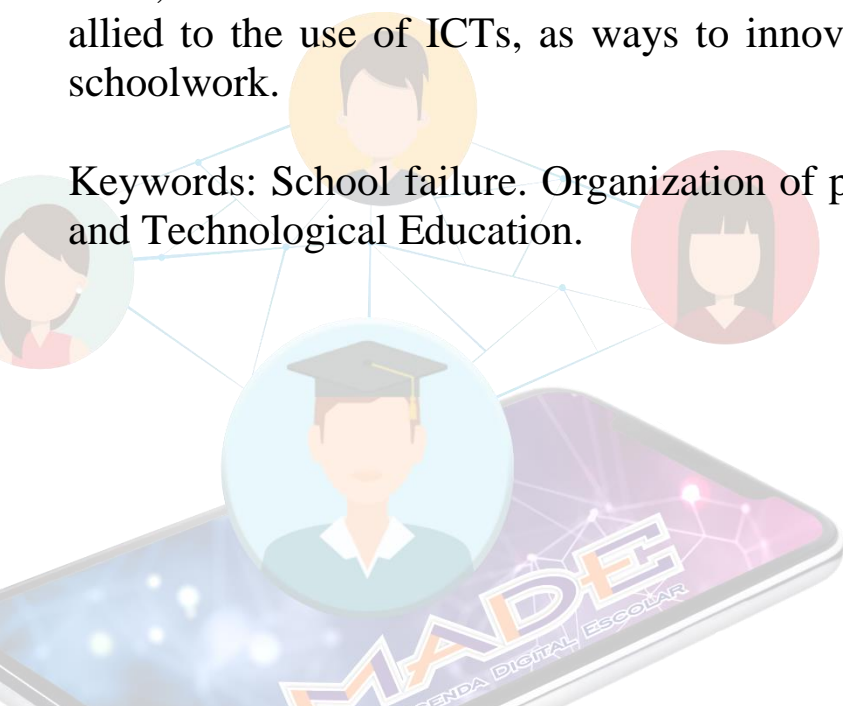 allied to the use of ICTs, as ways to innov
schoolwork.
Keywords: School failure. Organization of p
and Technological Education.
MADE
GENDA DIGITAL ESCOLAR